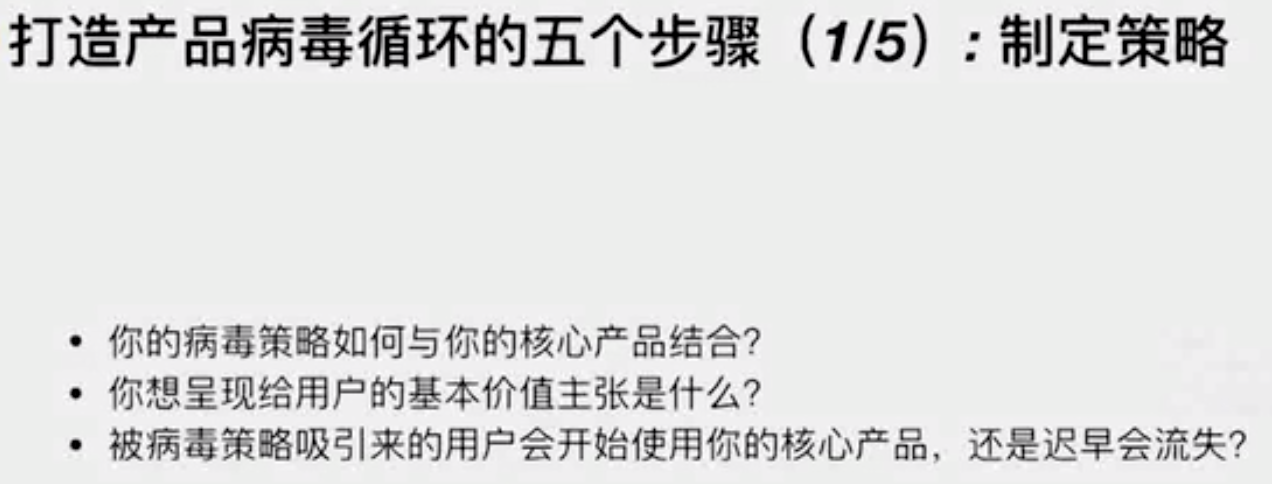 打造产品病毒循环的五个步骤（1/5）：制定策略
• 你的病毒策略如何与你的核心产品结合？
• 你想呈现给用户的基本价值主张是什么？
• 被病毒策略吸引来的用户会开始使用你的核心产品，还是迟早会流失？